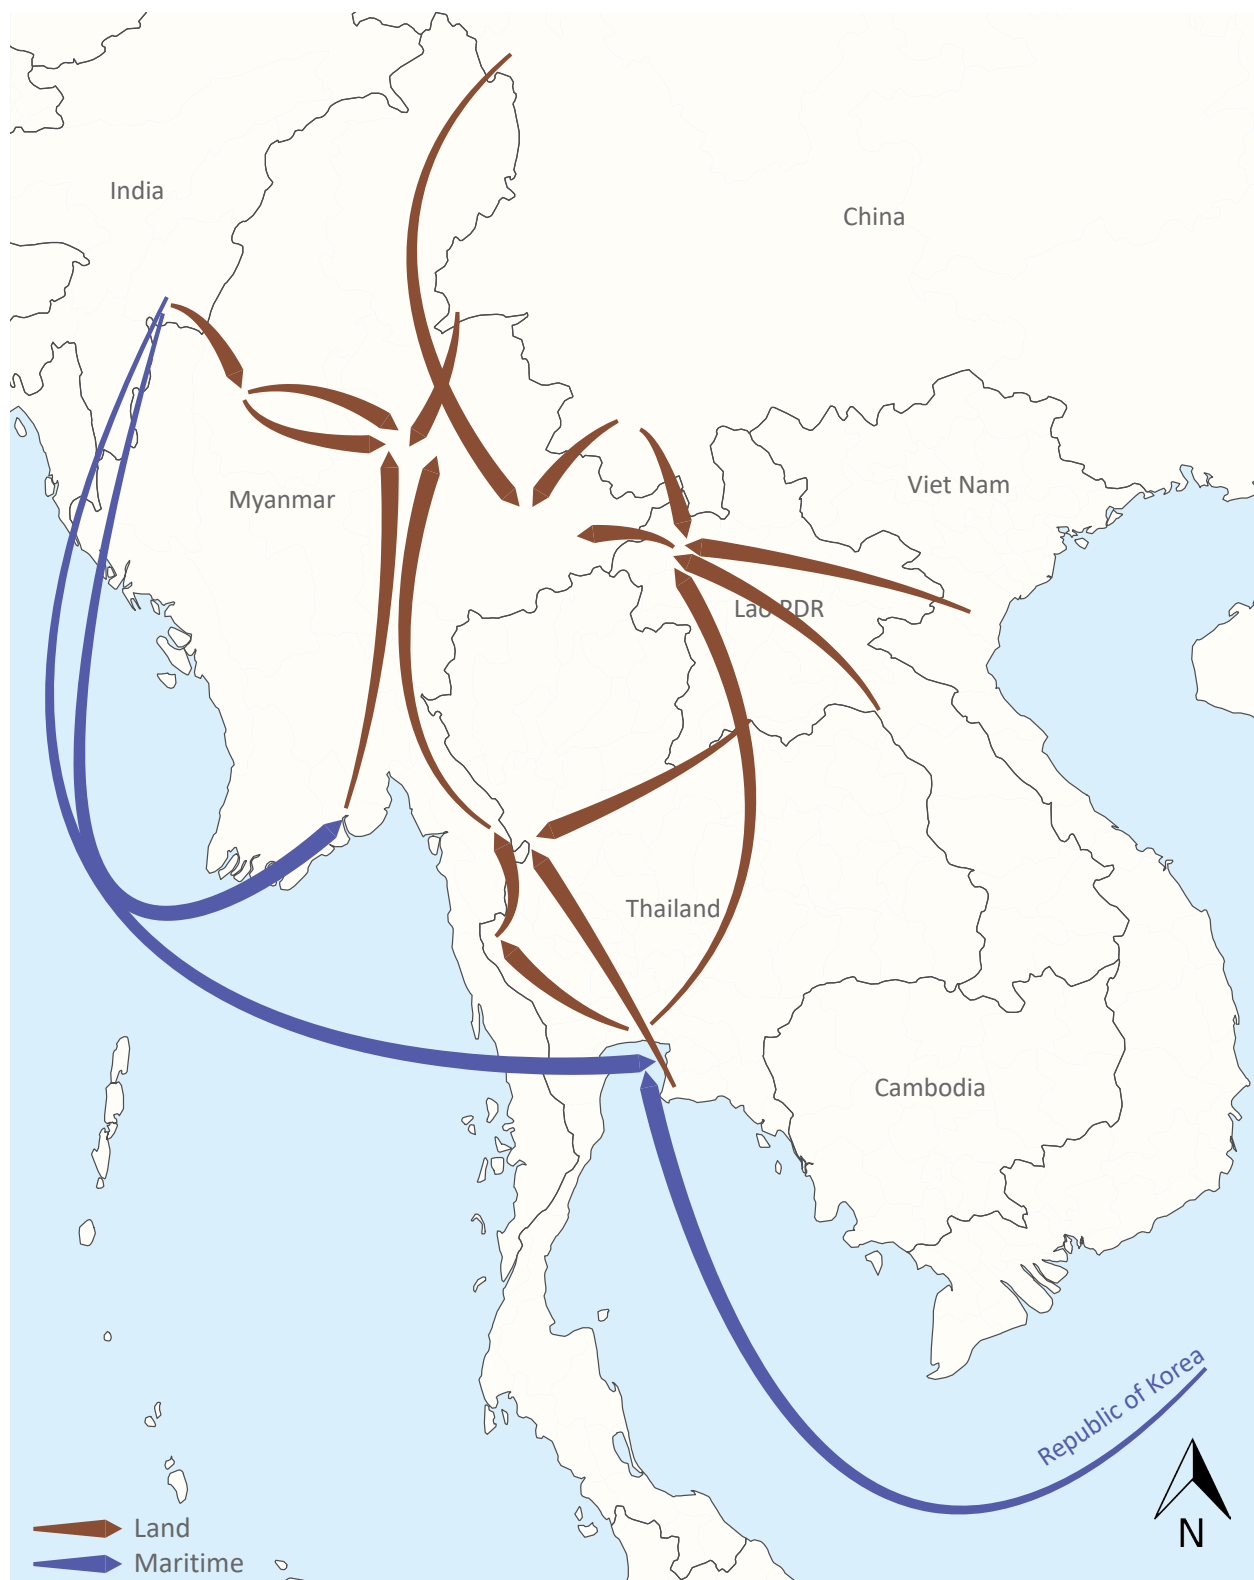 India
China
Viet Nam
Myanmar
Lao PDR
Thailand
Cambodia
Republic of Korea
Land
Maritime
N